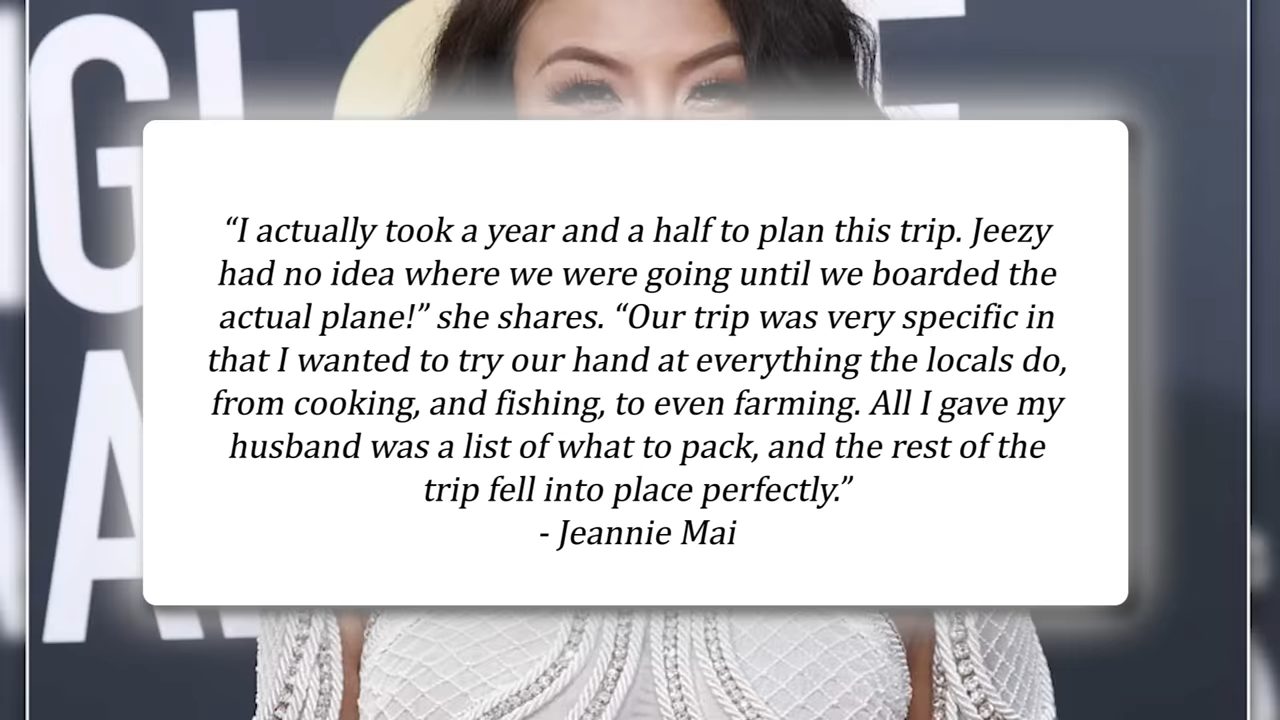 GL E
“I actually took a year and a half to plan this trip. Jeezy
had no idea where we were going until we boarded the
actual plane!” she shares. “Our trip was very specific in
that I wanted to try our hand at everything the locals do,
from cooking, and fishing, to even farming. All I gave my
husband was a list of what to pack, and the rest of the
trip fell into place perfectly.”
- Jeannie Mai